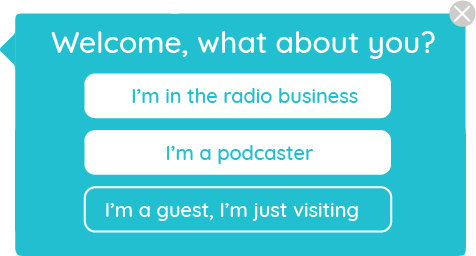 Welcome, what about you?
I'm in the radio business
I'm a podcaster
I'm a guest, I'm just visiting